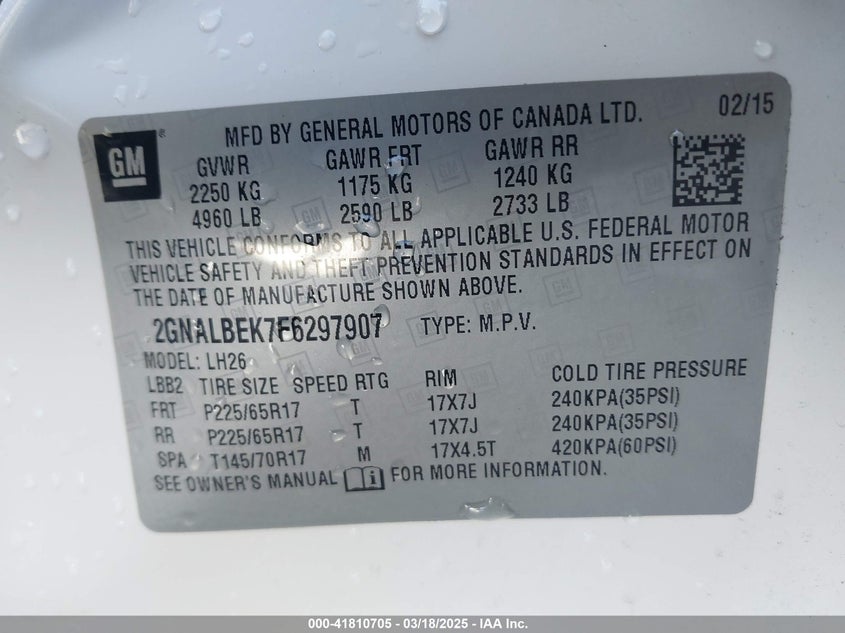 MFD BY GENERAL MOTORS OF CANADA LTD. 02/15
GM ®
GVWR GAWR FRT GAWR RR
2250 KG 1175 KG 1240 KG
4960 LB 2590 LB 2733 LB
THIS VEHICLE CONFORMS TO ALL APPLICABLE U.S. FEDERAL MOTOR
VEHICLE SAFETY AND THEFT PREVENTION STANDARDS IN EFFECT ON
THE DATE OF MANUFACTURE SHOWN ABOVE.
2GNALBEK7F6297907 TYPE: M.P.V.
MODEL: LH26
LBB2 TIRE SIZE SPEED RTG RIM COLD TIRE PRESSURE
FRT P225/65R17 T 17X7J 240KPA(35PSI)
RR P225/65R17 T 17X7J 240KPA(35PSI)
SPA T145/70R17 M 17X4.5T 420KPA(60PSI)
SEE OWNER'S MANUAL i FOR MORE INFORMATION.
000-41810705 - 03/18/2025 - IAA Inc.